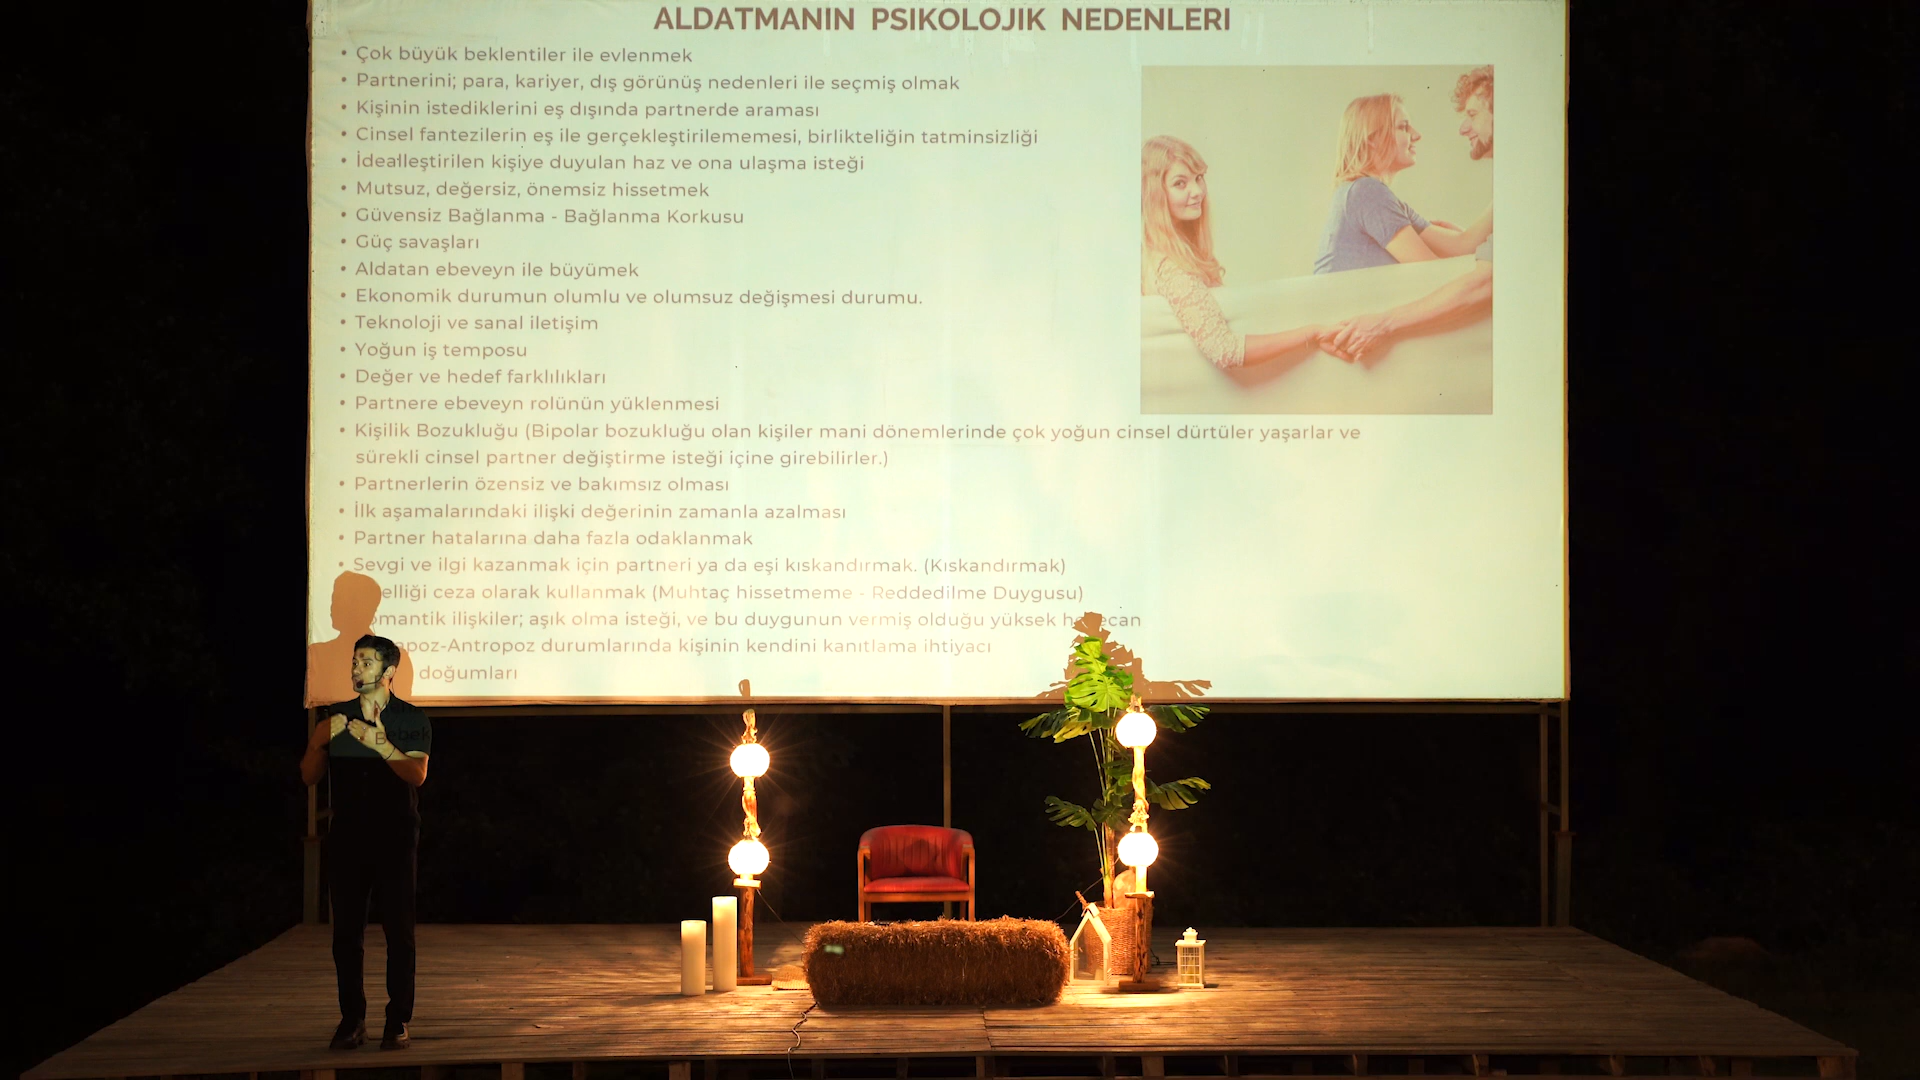 ALDATMANIN PSIKOLOJIK NEDENLERI
• Çok büyük beklentiler ile evlenmek
• Partnerini; para, kariyer, dış görünüş nedenleri ile seçmiş olmak
• Kişinin istediklerini eş dışında partnerde araması
• Cinsel fantezilerin eş ile gerçekleştirilememesi, birlikteliğin tatminsizliği
• İdealleştirilen kişiye duyulan haz ve ona ulaşma isteği
• Mutsuz, değersiz, önemsiz hissetmek
• Güvensiz Bağlanma - Bağlanma Korkusu
• Güç savaşları
• Aldatan ebeveyn ile büyümek
• Ekonomik durumun olumlu ve olumsuz değişmesi durumu.
• Teknoloji ve sanal iletişim
• Yoğun iş temposu
• Değer ve hedef farklılıkları
• Partnere ebeveyn rolünün yüklenmesi
• Kişilik Bozukluğu (Bipolar bozukluğu olan kişiler mani dönemlerinde çok yoğun cinsel dürtüler yaşarlar ve
sürekli cinsel partner değiştirme isteği içine girebilirler.)
• Partnerlerin özensiz ve bakımsız olması
• İlk aşamalarındaki ilişki değerinin zamanla azalması
• Partner hatalarına daha fazla odaklanmak
• Sevgi ve ilgi kazanmak için partneri ya da eşi kıskandırmak. (Kıskandırmak)
elliği ceza olarak kullanmak (Muhtaç hissetmeme - Reddedilme Duygusu)
omantik ilişkiler; aşık olma isteği, ve bu duygunun vermiş olduğu yüksek he ecan
apoz-Antropoz durumlarında kişinin kendini kanıtlama ihtiyacı
doğumları
Bebek